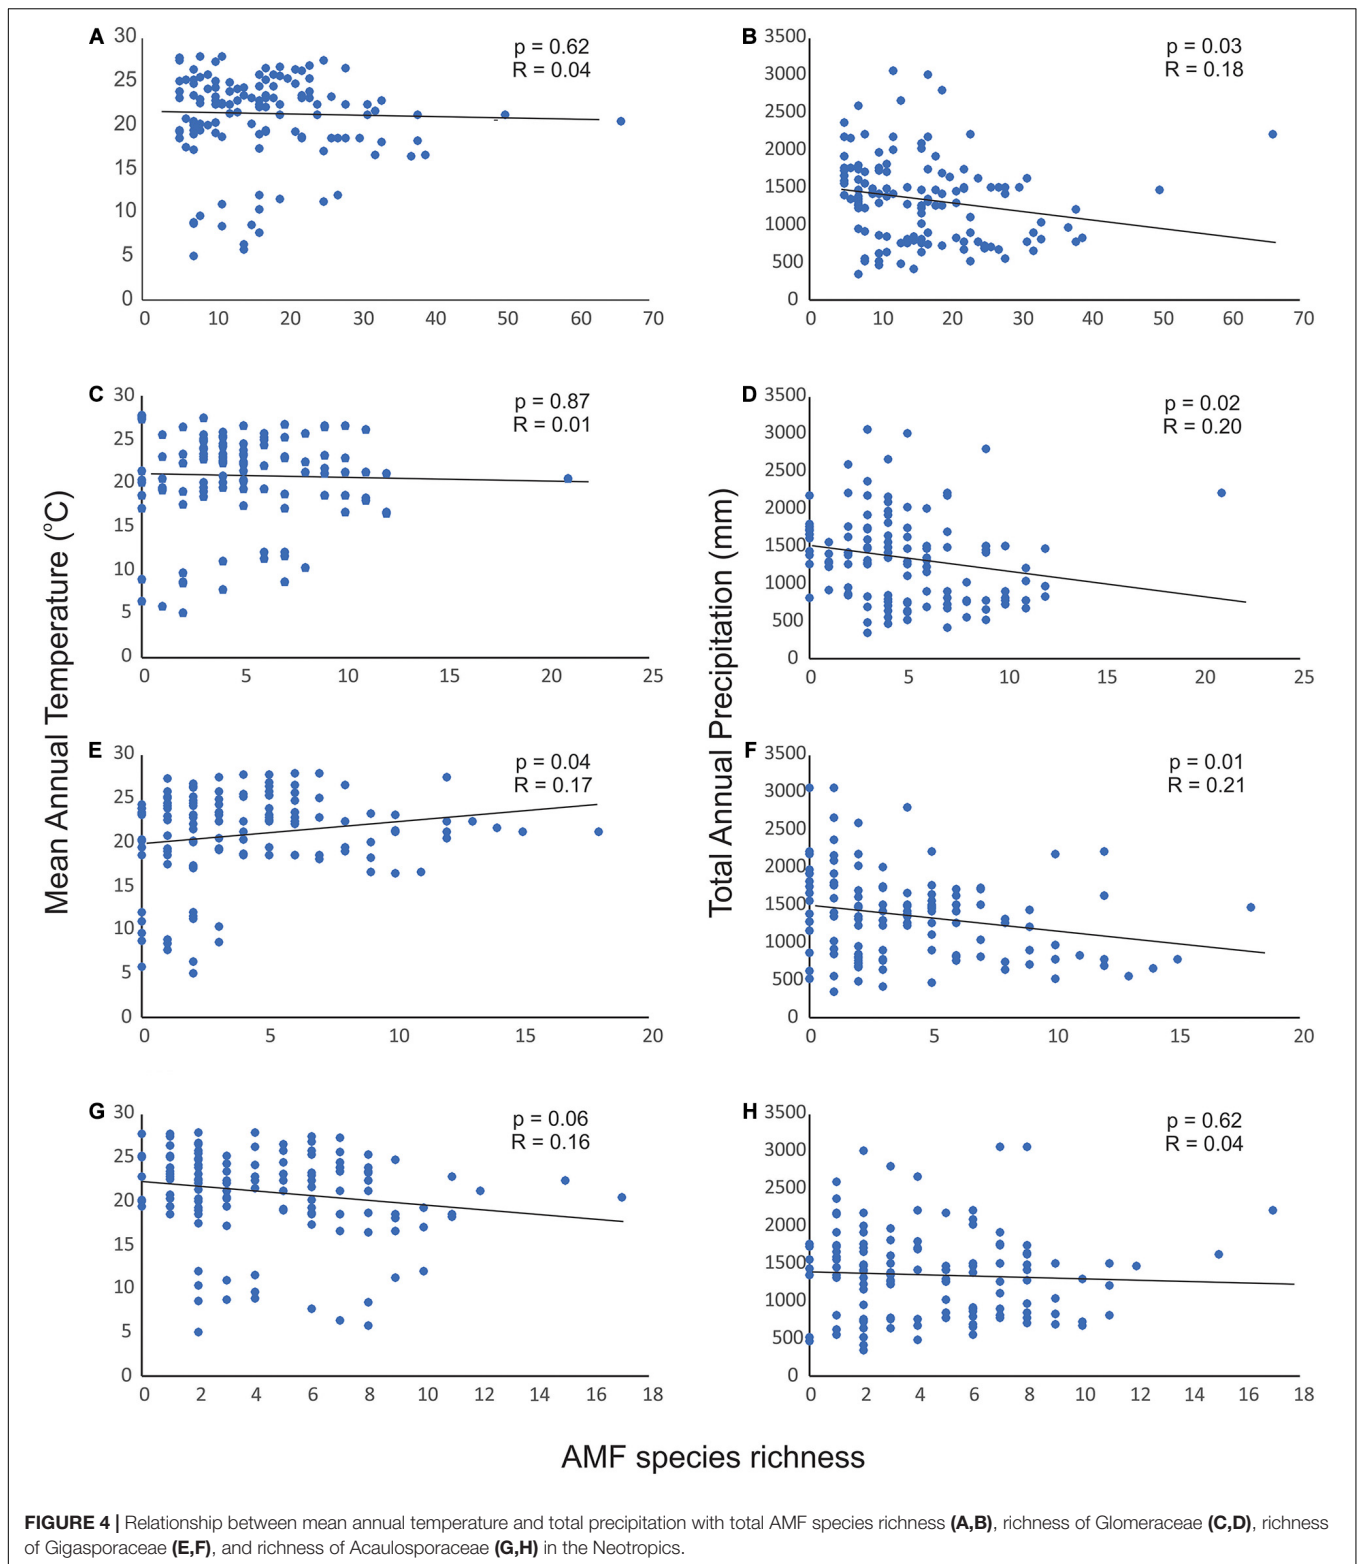 A
30
25
20
15
10
5
0
0 10 20 30 40 50 60 70
p = 0.62
R = 0.04
B
3500
3000
2500
2000
1500
1000
500
0
0 10 20 30 40 50 60 70
p = 0.03
R = 0.18
C
30
25
20
15
10
5
0
0 5 10 15 20 25
p = 0.87
R = 0.01
D
3500
3000
2500
2000
1500
1000
500
0
0 5 10 15 20 25
p = 0.02
R = 0.20
Mean Annual Temperature (°C)
Total Annual Precipitation (mm)
E
30
25
20
15
10
5
0
0 5 10 15 20
p = 0.04
R = 0.17
F
3500
3000
2500
2000
1500
1000
500
0
0 5 10 15 20
p = 0.01
R = 0.21
G
30
25
20
15
10
5
0
0 2 4 6 8 10 12 14 16 18
p = 0.06
R = 0.16
H
3500
3000
2500
2000
1500
1000
500
0
0 2 4 6 8 10 12 14 16 18
p = 0.62
R = 0.04
AMF species richness
FIGURE 4 | Relationship between mean annual temperature and total precipitation with total AMF species richness (A,B), richness of Glomeraceae (C,D), richness
of Gigasporaceae (E,F), and richness of Acaulosporaceae (G,H) in the Neotropics.